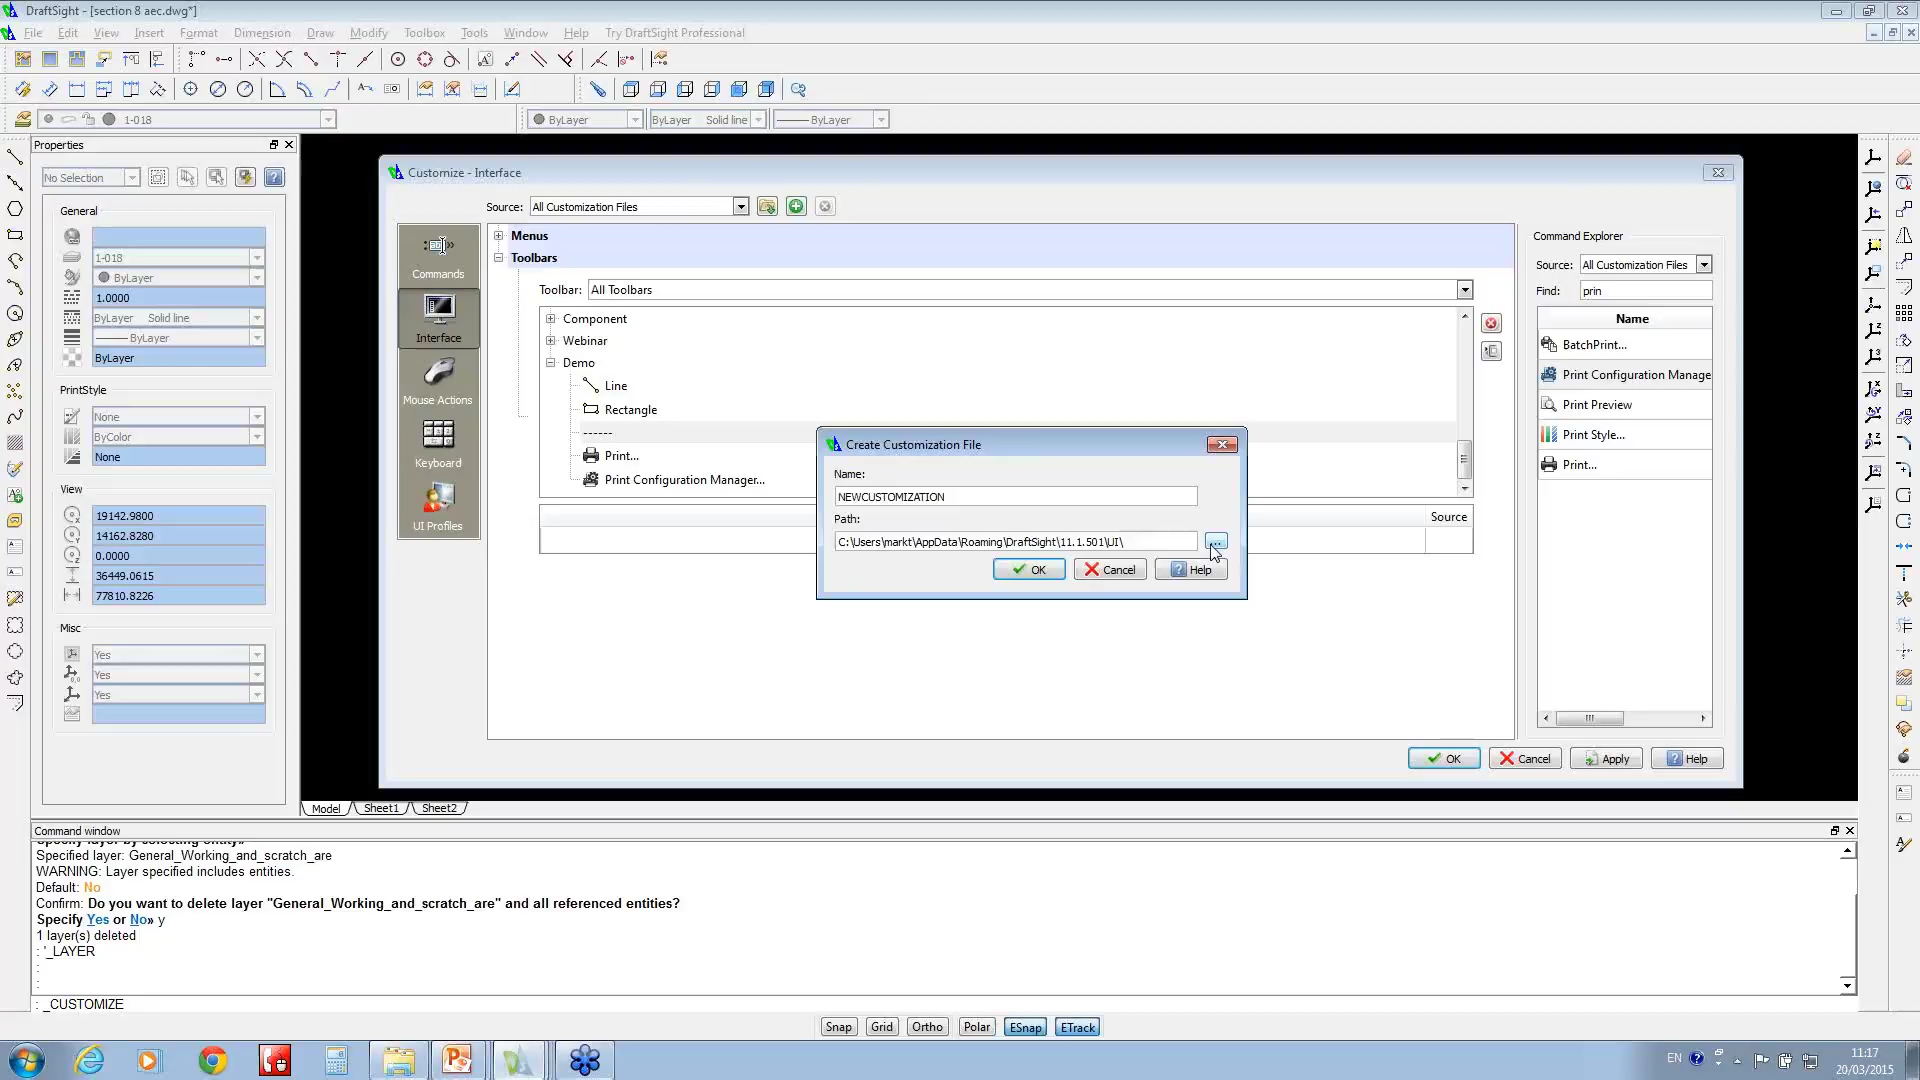 DraftSight - [section 8 aec.dwg*]
File Edit View Insert Format Dimension Draw Modify Toolbox Tools Window Help Try DraftSight Professional
1-018
ByLayer
ByLayer Solid line
ByLayer
Properties
No Selection
General
1-018
ByLayer
1.0000
ByLayer Solid line
ByLayer
ByLayer
PrintStyle
None
ByColor
None
View
19142.9800
14162.8280
0.0000
36449.0615
77810.8226
Misc
Yes
Yes
Yes
Customize - Interface
Source: All Customization Files
Commands
Interface
Mouse Actions
Keyboard
UI Profiles
Menus
Toolbars
Toolbar: All Toolbars
Component
Webinar
Demo
Line
Rectangle
------
Print...
Print Configuration Manager...
Source
Create Customization File
Name:
NEWCUSTOMIZATION
Path:
C:\Users\markt\AppData\Roaming\DraftSight\11.1.501\UI\
...
OK Cancel Help
Command Explorer
Source: All Customization Files
Find: prin
Name
BatchPrint...
Print Configuration Manage
Print Preview
Print Style...
Print...
OK Cancel Apply Help
Model Sheet1 Sheet2
Command window
Specify layer by selecting entity»
Specified layer: General_Working_and_scratch_are
WARNING: Layer specified includes entities.
Default: No
Confirm: Do you want to delete layer "General_Working_and_scratch_are" and all referenced entities?
Specify Yes or No» y
1 layer(s) deleted
: '_LAYER
:
:
: _CUSTOMIZE
Snap Grid Ortho Polar ESnap ETrack
EN
11:17
20/03/2015